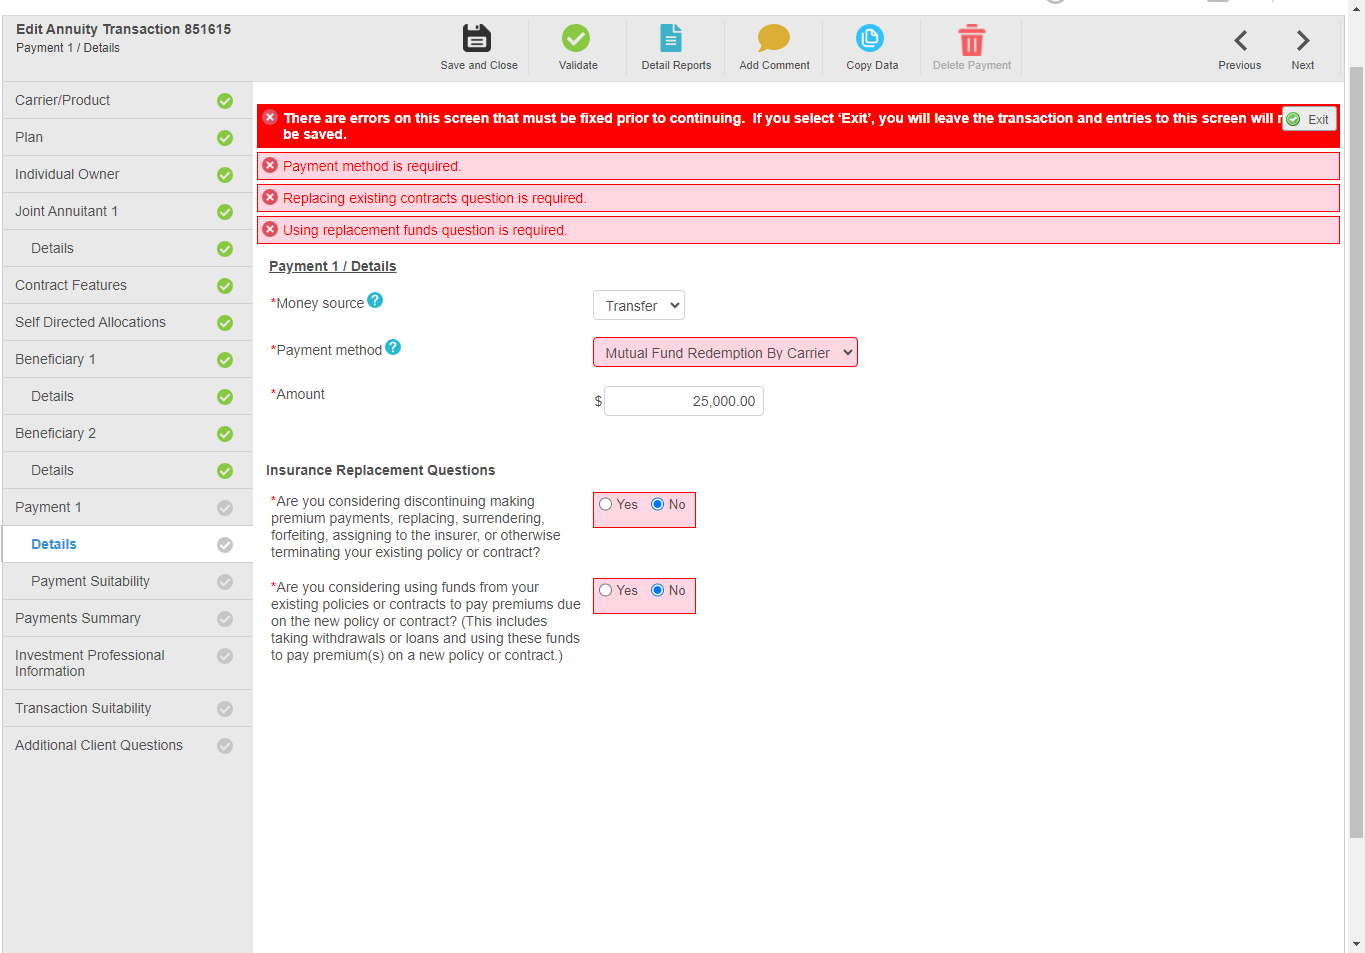 Edit Annuity Transaction 851615
Payment 1 / Details
Save and Close
Validate
Detail Reports
Add Comment
Copy Data
Delete Payment
Previous
Next
Carrier/Product
Plan
Individual Owner
Joint Annuitant 1
Details
Contract Features
Self Directed Allocations
Beneficiary 1
Details
Beneficiary 2
Details
Payment 1
Details
Payment Suitability
Payments Summary
Investment Professional
Information
Transaction Suitability
Additional Client Questions
There are errors on this screen that must be fixed prior to continuing. If you select ‘Exit’, you will leave the transaction and entries to this screen will
be saved.
Exit
Payment method is required.
Replacing existing contracts question is required.
Using replacement funds question is required.
Payment 1 / Details
*Money source ?
Transfer
*Payment method ?
Mutual Fund Redemption By Carrier
*Amount
$ 25,000.00
Insurance Replacement Questions
*Are you considering discontinuing making
premium payments, replacing, surrendering,
forfeiting, assigning to the insurer, or otherwise
terminating your existing policy or contract?
Yes No
*Are you considering using funds from your
existing policies or contracts to pay premiums due
on the new policy or contract? (This includes
taking withdrawals or loans and using these funds
to pay premium(s) on a new policy or contract.)
Yes No